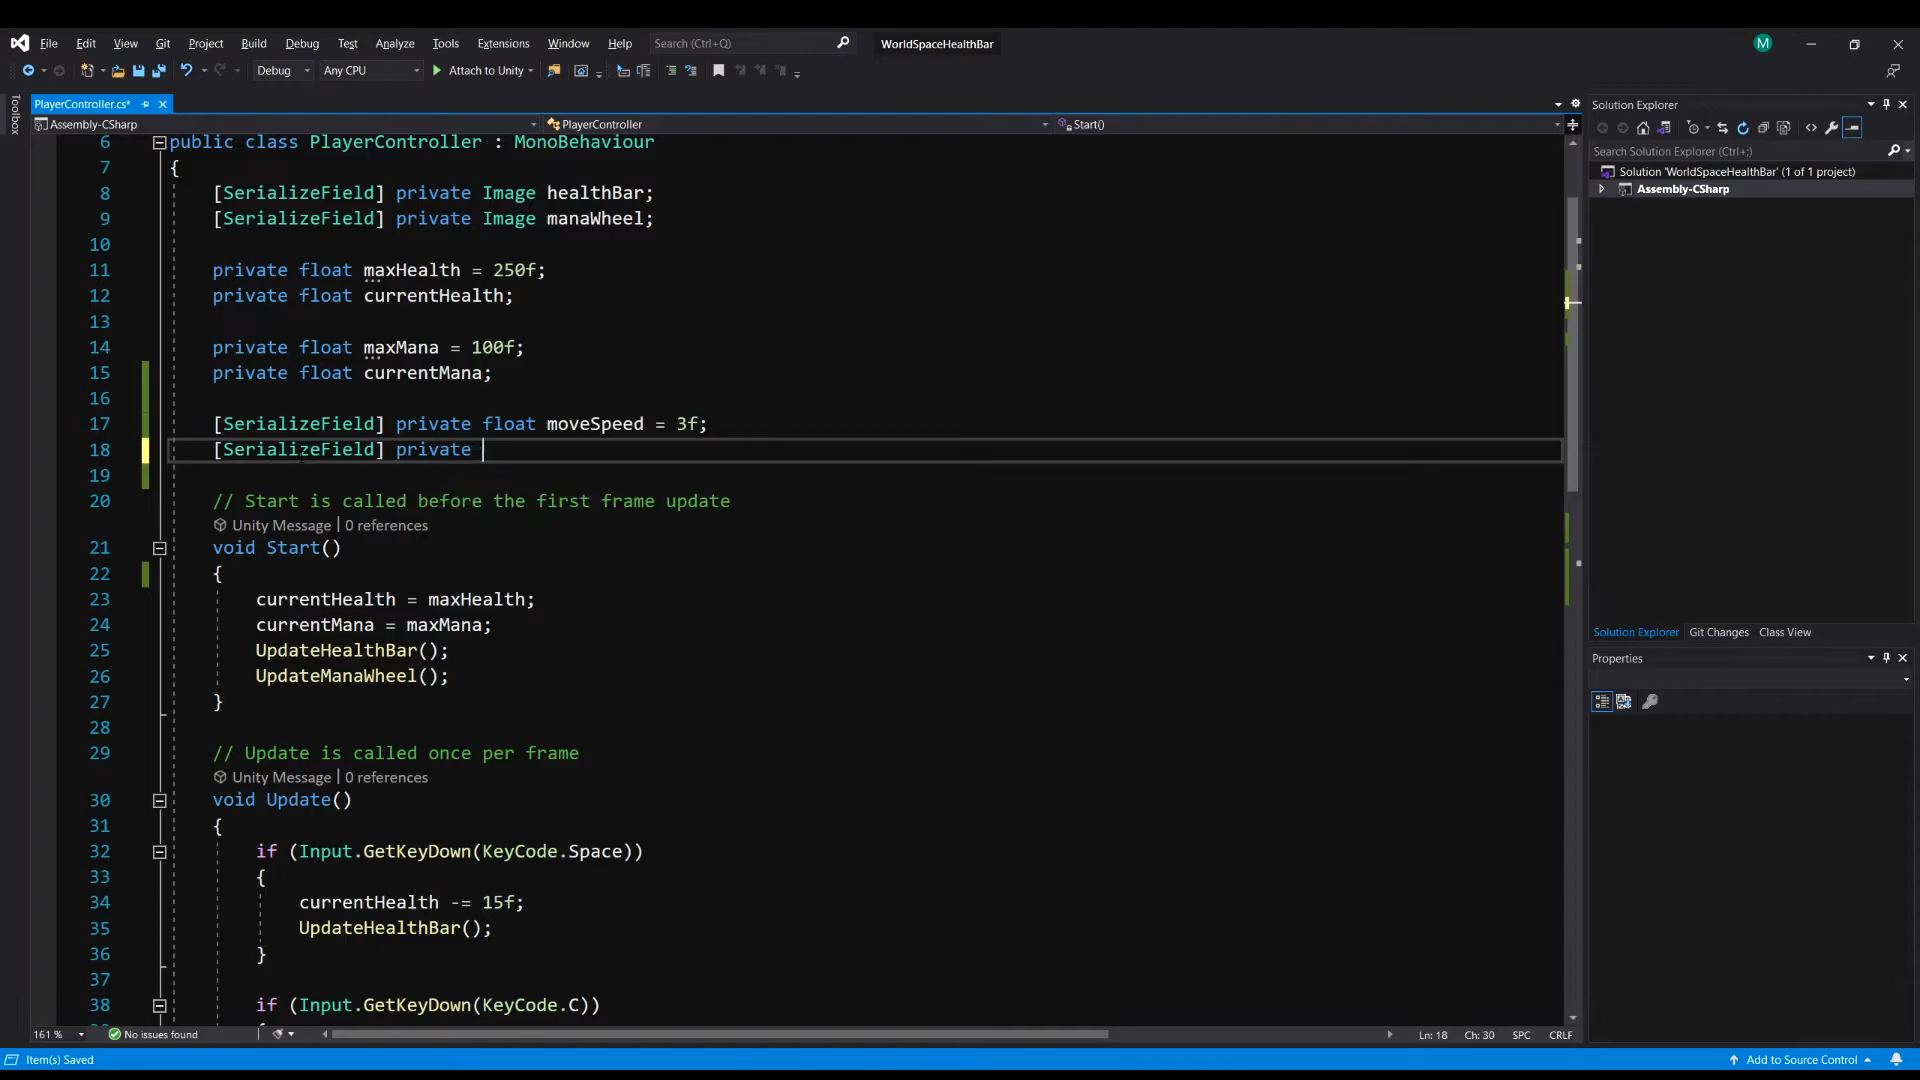 File Edit View Git Project Build Debug Test Analyze Tools Extensions Window Help Search (Ctrl+Q) WorldSpaceHealthBar M
Debug Any CPU Attach to Unity
PlayerController.cs*
Assembly-CSharp PlayerController Start()
6 public class PlayerController : MonoBehaviour
7 {
8 [SerializeField] private Image healthBar;
9 [SerializeField] private Image manaWheel;
10
11 private float maxHealth = 250f;
12 private float currentHealth;
13
14 private float maxMana = 100f;
15 private float currentMana;
16
17 [SerializeField] private float moveSpeed = 3f;
18 [SerializeField] private
19
20 // Start is called before the first frame update
Unity Message | 0 references
21 void Start()
22 {
23 currentHealth = maxHealth;
24 currentMana = maxMana;
25 UpdateHealthBar();
26 UpdateManaWheel();
27 }
28
29 // Update is called once per frame
Unity Message | 0 references
30 void Update()
31 {
32 if (Input.GetKeyDown(KeyCode.Space))
33 {
34 currentHealth -= 15f;
35 UpdateHealthBar();
36 }
37
38 if (Input.GetKeyDown(KeyCode.C))
161 % No issues found Ln: 18 Ch: 30 SPC CRLF
Item(s) Saved Add to Source Control
Toolbox
Solution Explorer
Search Solution Explorer (Ctrl+;)
Solution 'WorldSpaceHealthBar' (1 of 1 project)
Assembly-CSharp
Solution Explorer Git Changes Class View
Properties